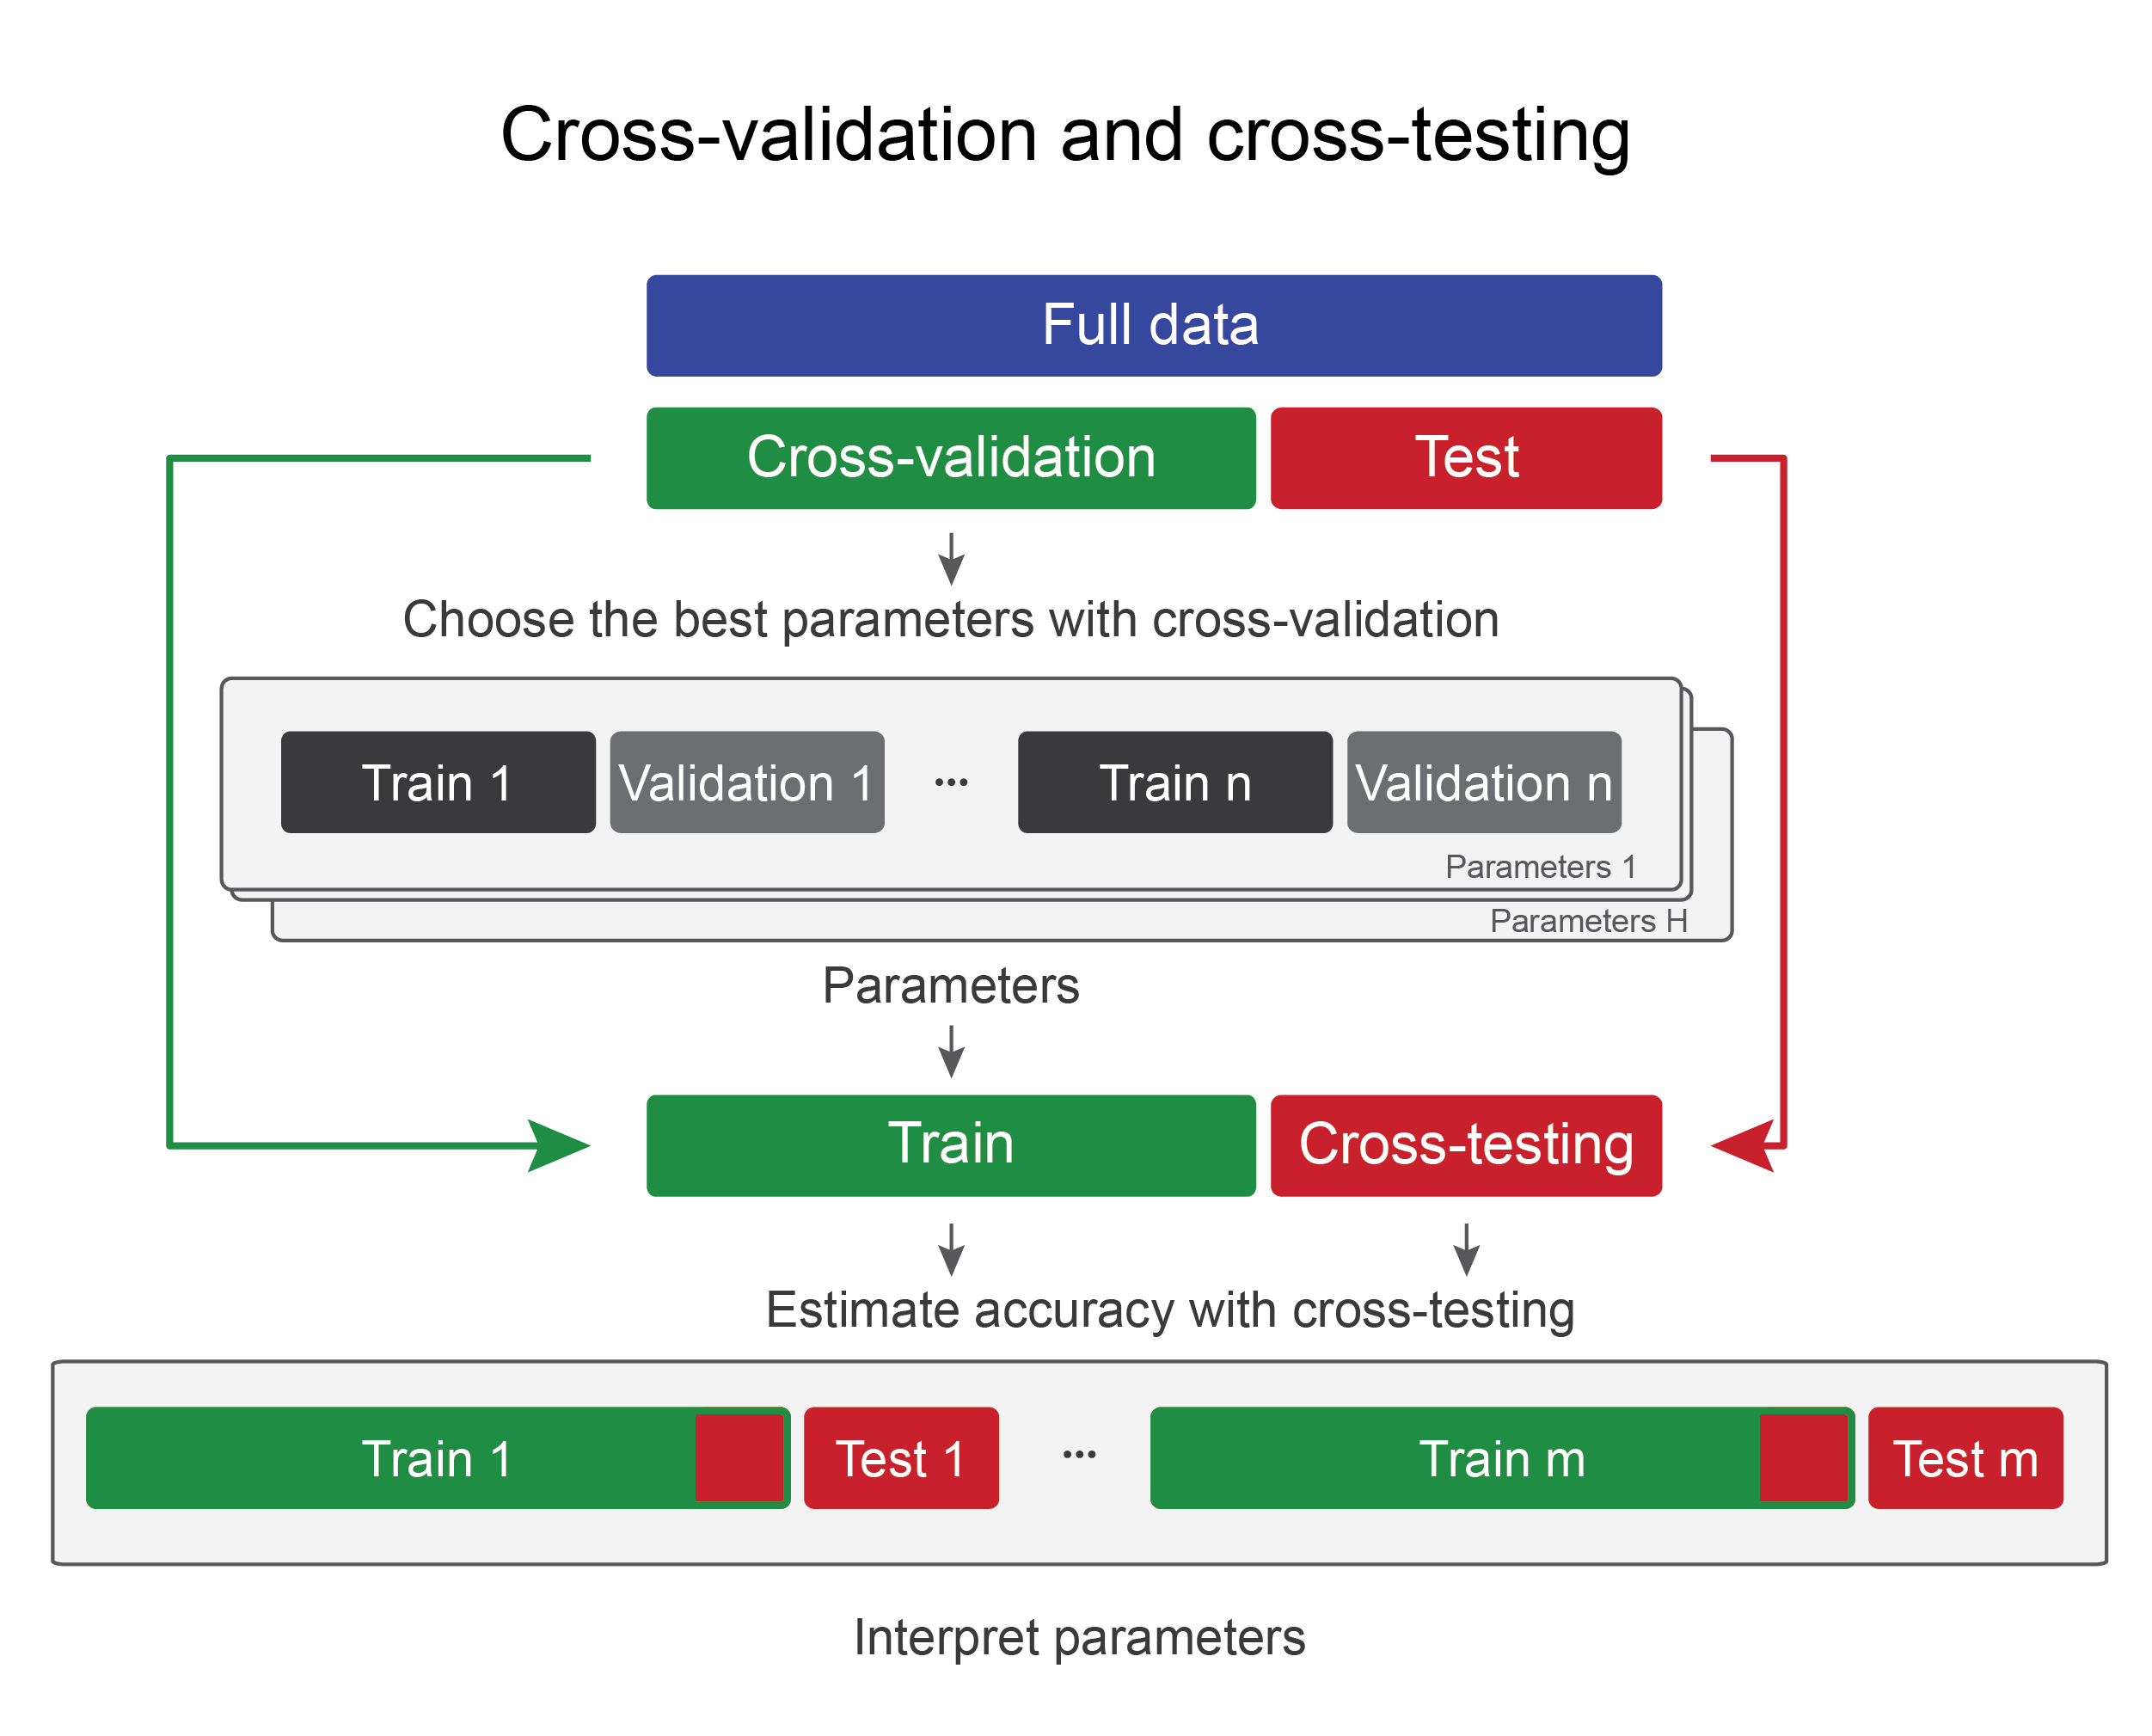 Cross-validation and cross-testing
Full data
Cross-validation Test
Choose the best parameters with cross-validation
Train 1 Validation 1 ... Train n Validation n
Parameters 1
Parameters H
Parameters
Train Cross-testing
Estimate accuracy with cross-testing
Train 1 Test 1 ... Train m Test m
Interpret parameters